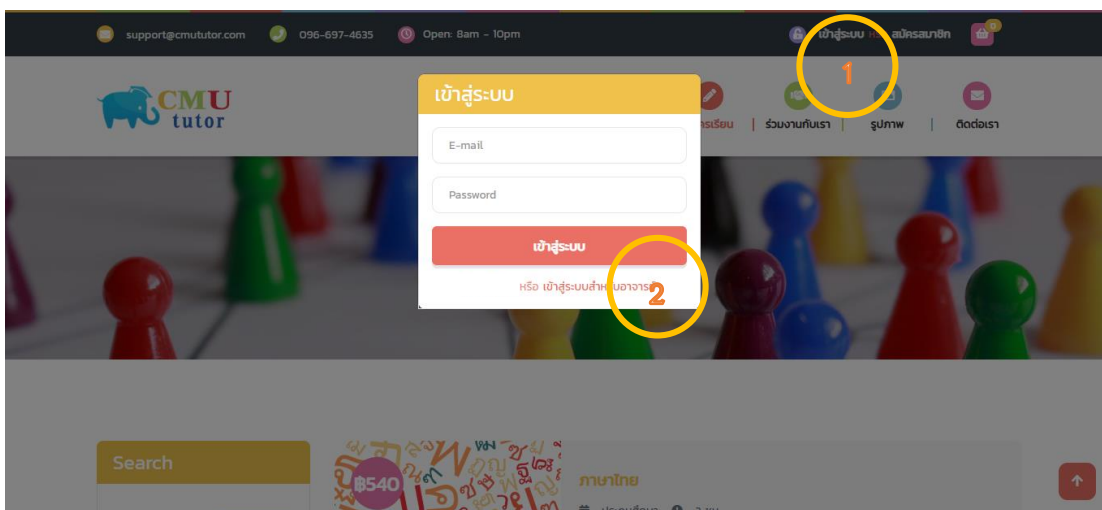 support@cmututor.com 096-697-4635 Open: 8am - 10pm เข้าสู่ระบบ หรือ สมัครสมาชิก 0
1
CMU
tutor
ร่วมงานกับเรา รูปภาพ ติดต่อเรา
เข้าสู่ระบบ
E-mail
Password
เข้าสู่ระบบ
หรือ เข้าสู่ระบบสำหรับอาจารย์
2
Search
฿540
ภาษาไทย